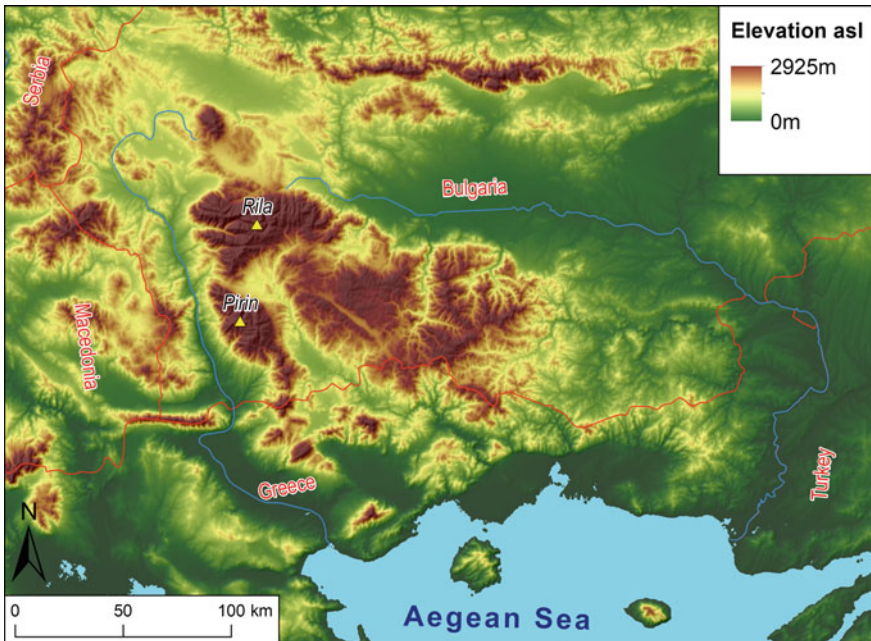 Elevation asl
2925m
0m
Serbia
Bulgaria
Rila
Pirin
Macedonia
Greece
Turkey
N
0 50 100 km
Aegean Sea